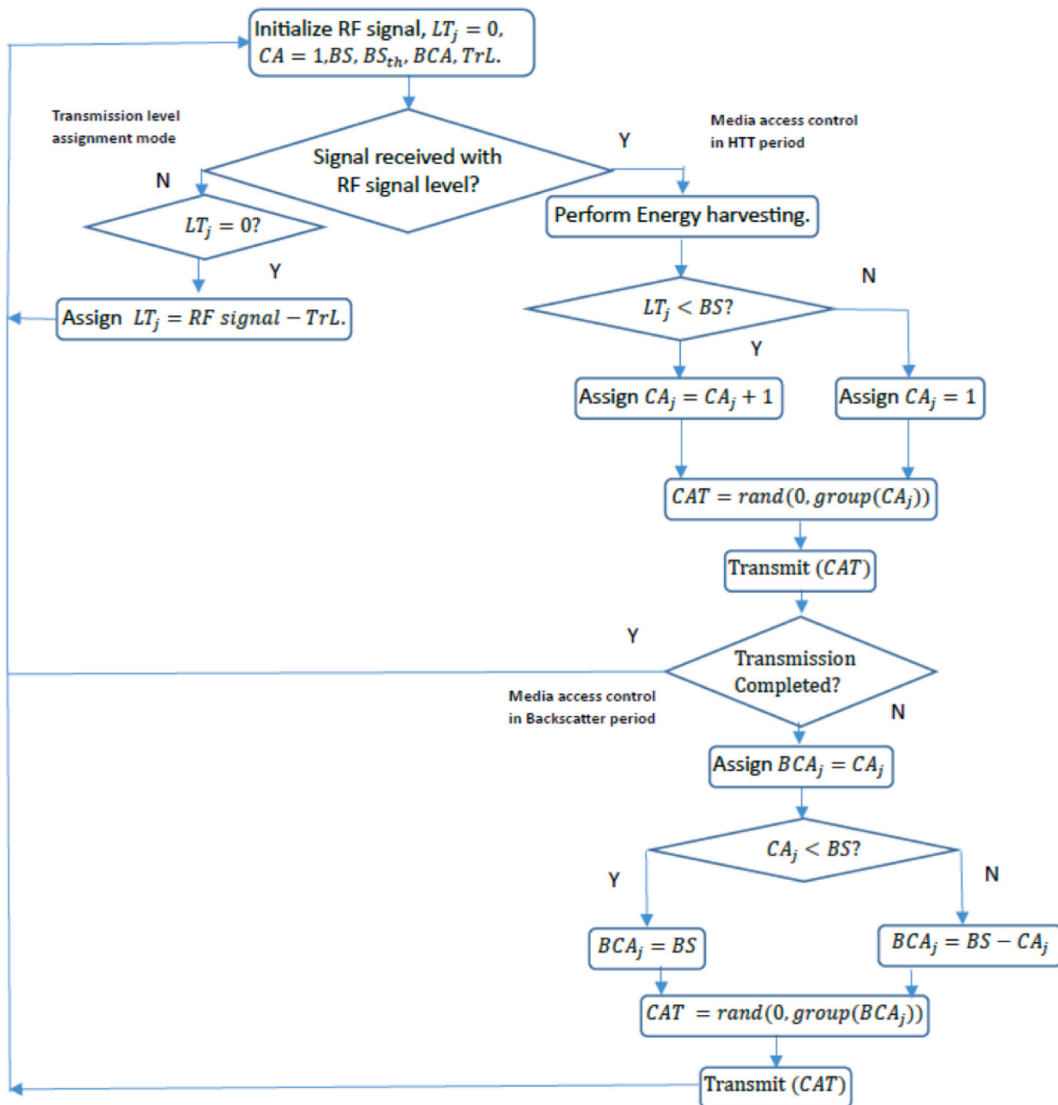 Initialize RF signal, LT_j = 0,
CA = 1,BS, BS_th, BCA, TrL.
Transmission level
assignment mode
Media access control
in HTT period
Y
Signal received with
RF signal level?
N
Perform Energy harvesting.
LT_j = 0?
Y
N
LT_j < BS?
Assign LT_j = RF signal − TrL.
Y
Assign CA_j = CA_j + 1
Assign CA_j = 1
CAT = rand(0, group(CA_j))
Transmit (CAT)
Y
Transmission
Completed?
Media access control
in Backscatter period
N
Assign BCA_j = CA_j
CA_j < BS?
Y
N
BCA_j = BS
BCA_j = BS − CA_j
CAT = rand(0, group(BCA_j))
Transmit (CAT)